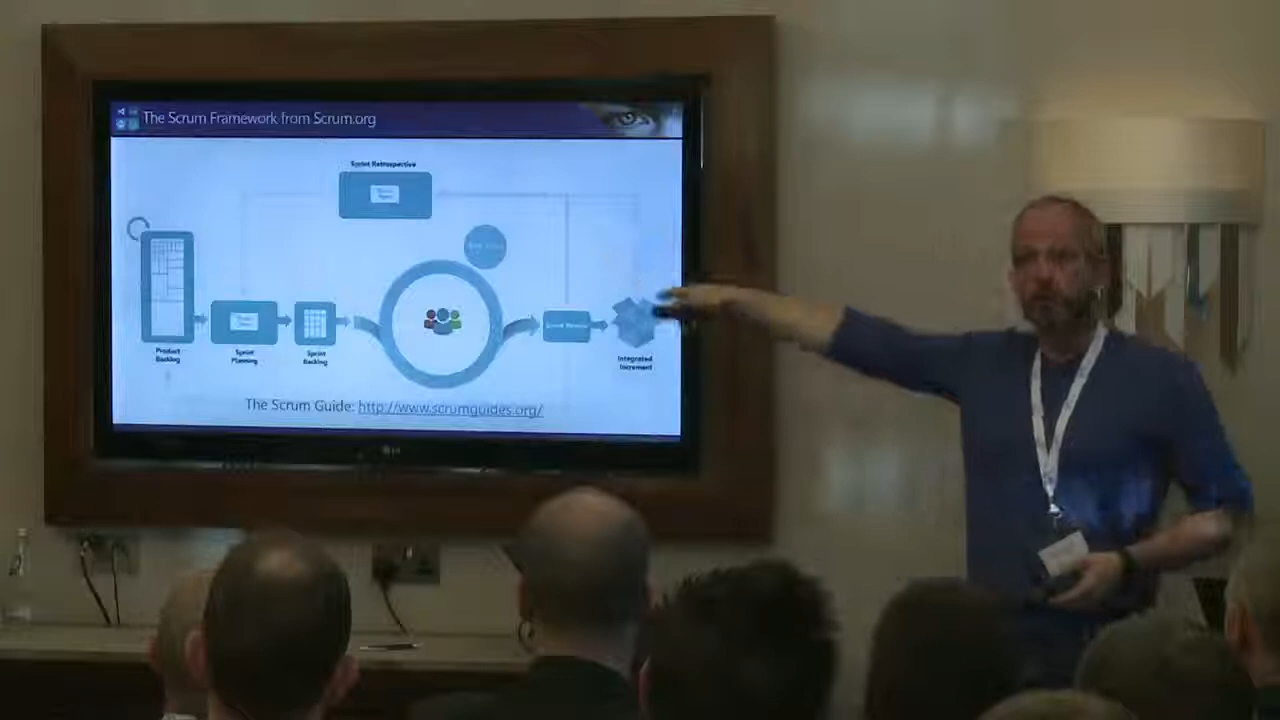 The Scrum Framework from Scrum.org
Sprint Retrospective
Product
Backlog
Sprint
Planning
Sprint
Backlog
Integrated
Increment
The Scrum Guide: http://www.scrumguides.org/